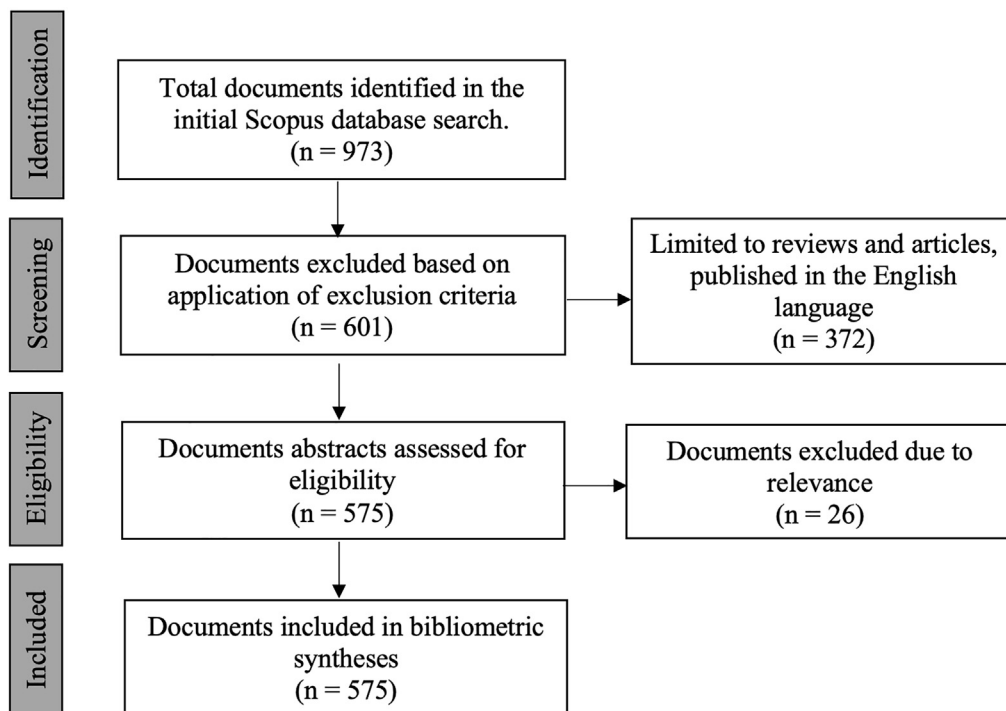 Identification
Total documents identified in the
initial Scopus database search.
(n = 973)
Screening
Documents excluded based on
application of exclusion criteria
(n = 601)
Limited to reviews and articles,
published in the English
language
(n = 372)
Eligibility
Documents abstracts assessed for
eligibility
(n = 575)
Documents excluded due to
relevance
(n = 26)
Included
Documents included in bibliometric
syntheses
(n = 575)